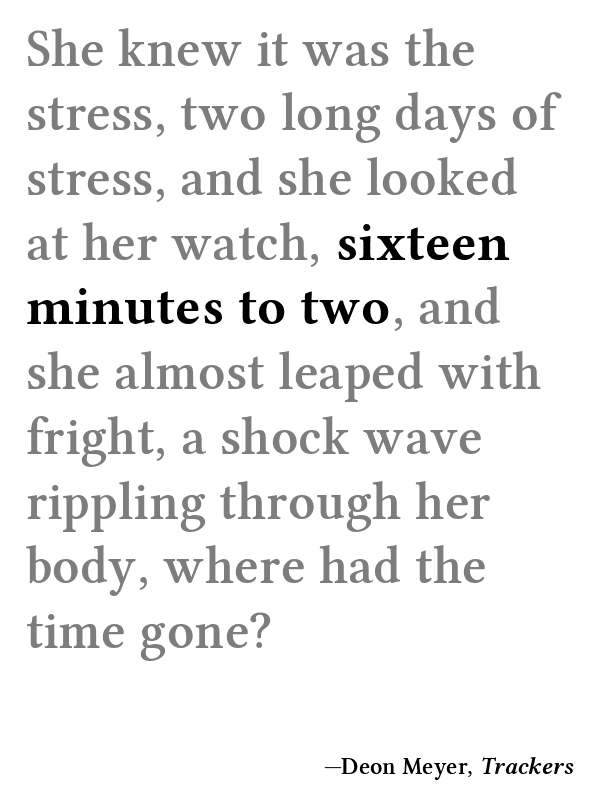 She knew it was the
stress, two long days of
stress, and she looked
at her watch, sixteen
minutes to two, and
she almost leaped with
fright, a shock wave
rippling through her
body, where had the
time gone?
—Deon Meyer, Trackers